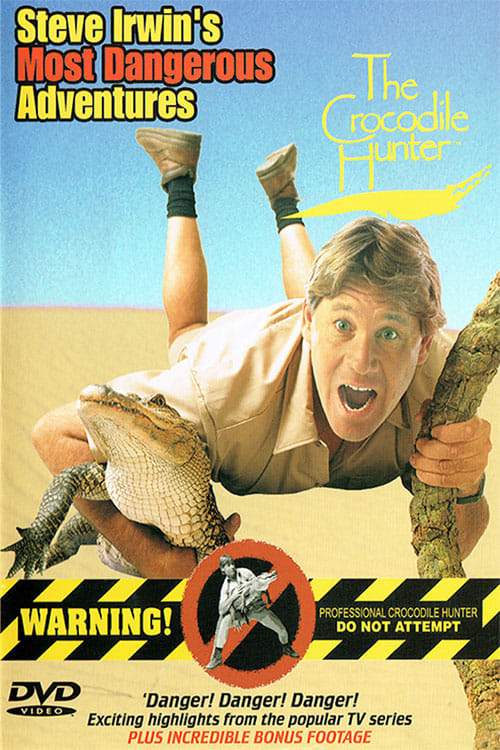 Steve Irwin's
Most Dangerous
Adventures
The
Crocodile
Hunter™
WARNING!
PROFESSIONAL CROCODILE HUNTER
DO NOT ATTEMPT
DVD
VIDEO
'Danger! Danger! Danger!
Exciting highlights from the popular TV series
PLUS INCREDIBLE BONUS FOOTAGE